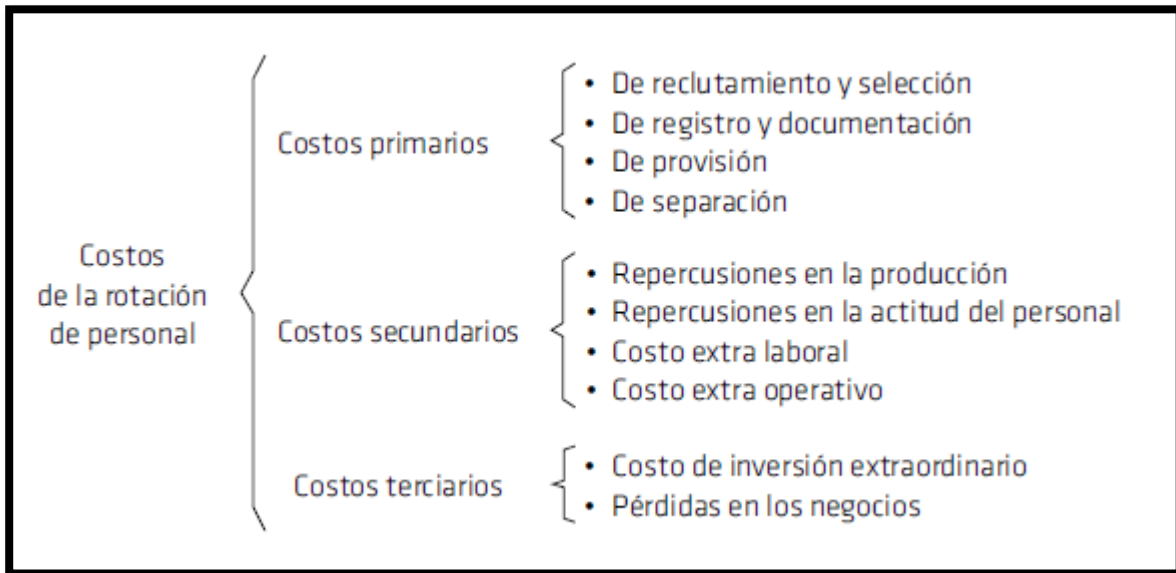 Costos
de la rotación
de personal
Costos primarios
• De reclutamiento y selección
• De registro y documentación
• De provisión
• De separación
Costos secundarios
• Repercusiones en la producción
• Repercusiones en la actitud del personal
• Costo extra laboral
• Costo extra operativo
Costos terciarios
• Costo de inversión extraordinario
• Pérdidas en los negocios